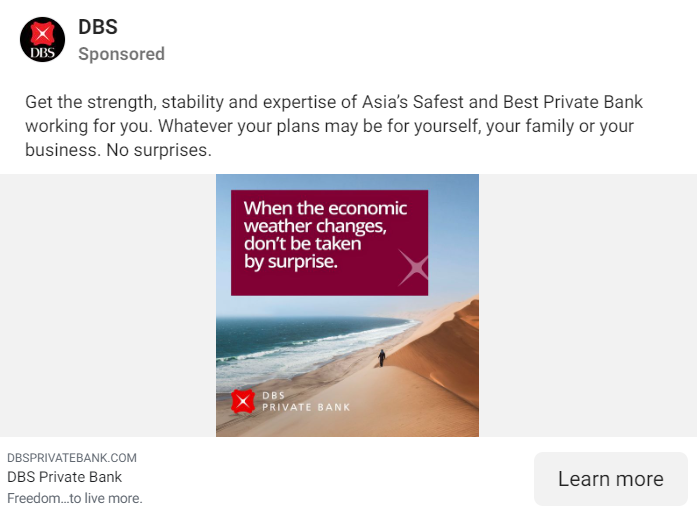 DBS
DBS
Sponsored
Get the strength, stability and expertise of Asia’s Safest and Best Private Bank
working for you. Whatever your plans may be for yourself, your family or your
business. No surprises.
When the economic
weather changes,
don’t be taken
by surprise.
DBS
PRIVATE BANK
DBSPRIVATEBANK.COM
DBS Private Bank
Freedom...to live more.
Learn more